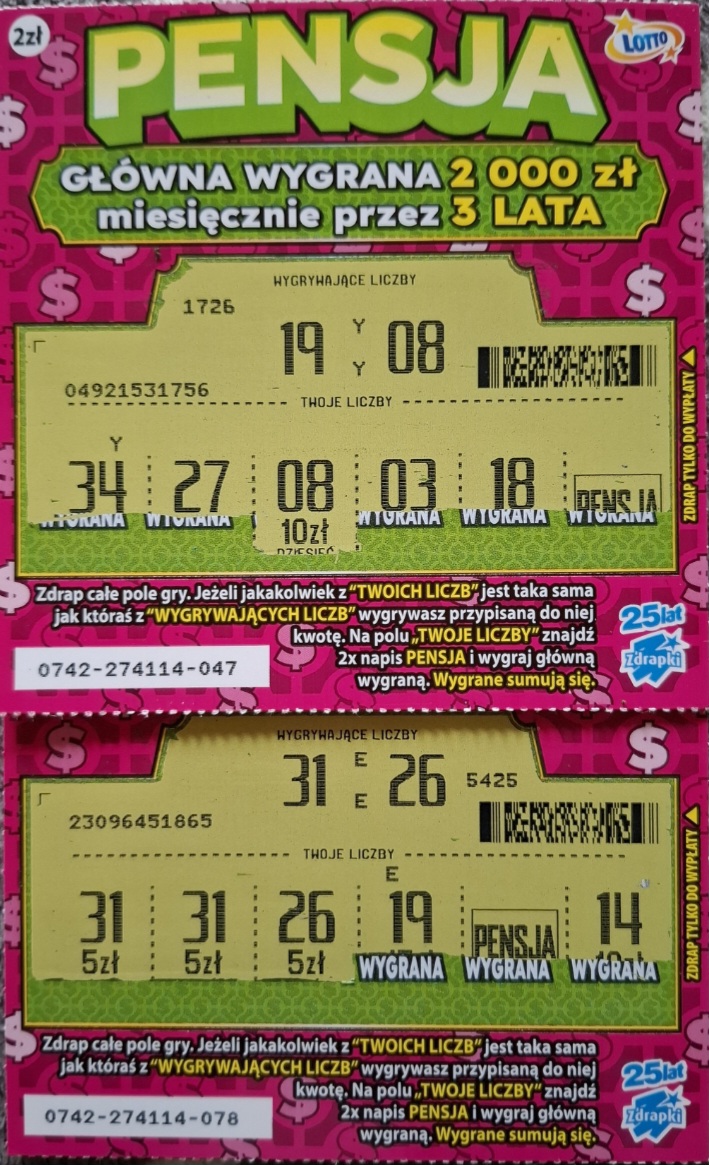 2zł
PENSJA
LOTTO
GŁÓWNA WYGRANA 2 000 zł
miesięcznie przez 3 LATA
WYGRYWAJĄCE LICZBY
1726
19 Y 08
Y
04921531756
TWOJE LICZBY
Y
34 27 08 03 18 PENSJA
WYGRANA WYGRANA 10zł WYGRANA WYGRANA WYGRANA
DZIESIĘĆ
ZDRAP TYLKO DO WYPŁATY
Zdrap całe pole gry. Jeżeli jakakolwiek z "TWOICH LICZB" jest taka sama
jak któraś z "WYGRYWAJĄCYCH LICZB" wygrywasz przypisaną do niej
kwotę. Na polu „TWOJE LICZBY" znajdź
2x napis PENSJA i wygraj główną
wygraną. Wygrane sumują się.
25 lat
Zdrapki
0742-274114-047
WYGRYWAJĄCE LICZBY
31 E 26 5425
E
23096451865
TWOJE LICZBY
E
31 31 26 19 PENSJA 14
5zł 5zł 5zł WYGRANA WYGRANA WYGRANA
ZDRAP TYLKO DO WYPŁATY
Zdrap całe pole gry. Jeżeli jakakolwiek z "TWOICH LICZB" jest taka sama
jak któraś z "WYGRYWAJĄCYCH LICZB" wygrywasz przypisaną do niej
kwotę. Na polu „TWOJE LICZBY" znajdź
2x napis PENSJA i wygraj główną
wygraną. Wygrane sumują się.
25 lat
Zdrapki
0742-274114-078